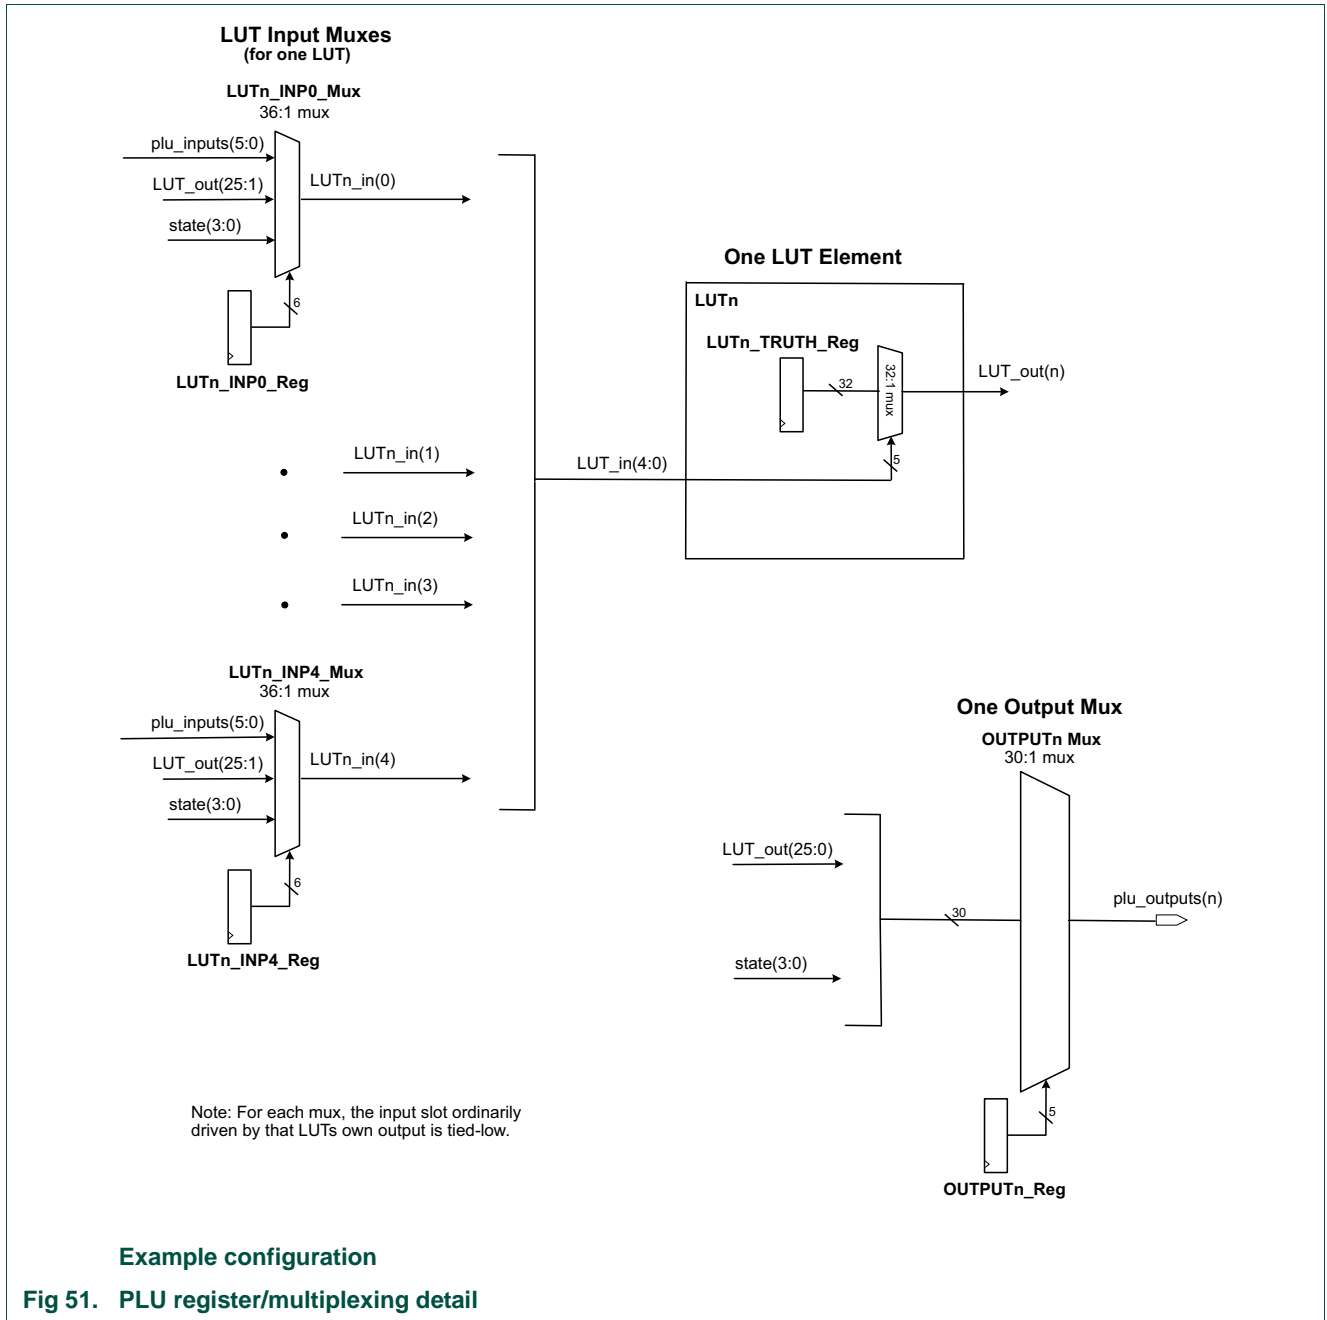 LUT Input Muxes
(for one LUT)
LUTn_INP0_Mux
36:1 mux
plu_inputs(5:0)
LUT_out(25:1)
LUTn_in(0)
state(3:0)
6
LUTn_INP0_Reg
One LUT Element
LUTn
LUTn_TRUTH_Reg
32
32:1 mux
LUT_out(n)
5
LUTn_in(1)
LUT_in(4:0)
LUTn_in(2)
LUTn_in(3)
LUTn_INP4_Mux
36:1 mux
plu_inputs(5:0)
LUT_out(25:1)
LUTn_in(4)
state(3:0)
6
LUTn_INP4_Reg
One Output Mux
OUTPUTn Mux
30:1 mux
LUT_out(25:0)
30
plu_outputs(n)
state(3:0)
5
OUTPUTn_Reg
Note: For each mux, the input slot ordinarily
driven by that LUTs own output is tied-low.
Example configuration
Fig 51. PLU register/multiplexing detail